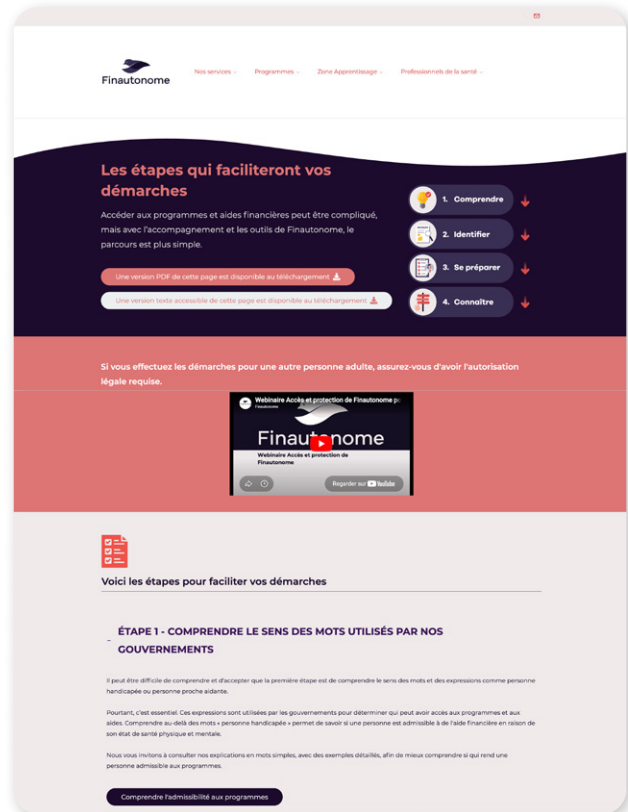 Finautonome
Nos services
Programmes
Zone Apprentissage
Professionnels de la santé
Les étapes qui faciliteront vos
démarches
Accéder aux programmes et aides financières peut être compliqué,
mais avec l'accompagnement et les outils de Finautonome, le
parcours est plus simple.
Une version PDF de cette page est disponible au téléchargement
Une version texte accessible de cette page est disponible au téléchargement
1. Comprendre
2. Identifier
3. Se préparer
4. Connaître
Si vous effectuez les démarches pour une autre personne adulte, assurez-vous d'avoir l'autorisation
légale requise.
Webinaire Accès et protection de Finautonome po
Finautonome
Finautonome
Webinaire Accès et protection de
Finautonome
Regarder sur YouTube
Voici les étapes pour faciliter vos démarches
- ÉTAPE 1 - COMPRENDRE LE SENS DES MOTS UTILISÉS PAR NOS
GOUVERNEMENTS
Il peut être difficile de comprendre et d'accepter que la première étape est de comprendre le sens des mots et des expressions comme personne
handicapée ou personne proche aidante.
Pourtant, c'est essentiel. Ces expressions sont utilisées par les gouvernements pour déterminer qui peut avoir accès aux programmes et aux
aides. Comprendre au-delà des mots « personne handicapée » permet de savoir si une personne est admissible à de l'aide financière en raison de
son état de santé physique et mentale.
Nous vous invitons à consulter nos explications en mots simples, avec des exemples détaillés, afin de mieux comprendre si qui rend une
personne admissible aux programmes.
Comprendre l'admissibilité aux programmes